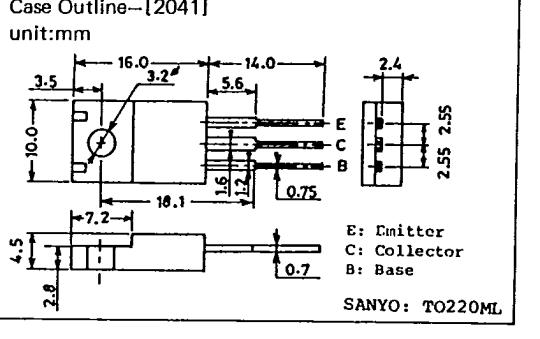 Case Outline—[2041]
unit:mm
16.0
14.0
3.5
3.2ø
5.6
2.4
10.0
E
C
B
2.55
2.55
1.6
1.2
0.75
18.1
7.2
4.5
2.8
0.7
E: Emitter
C: Collector
B: Base
SANYO: TO220ML